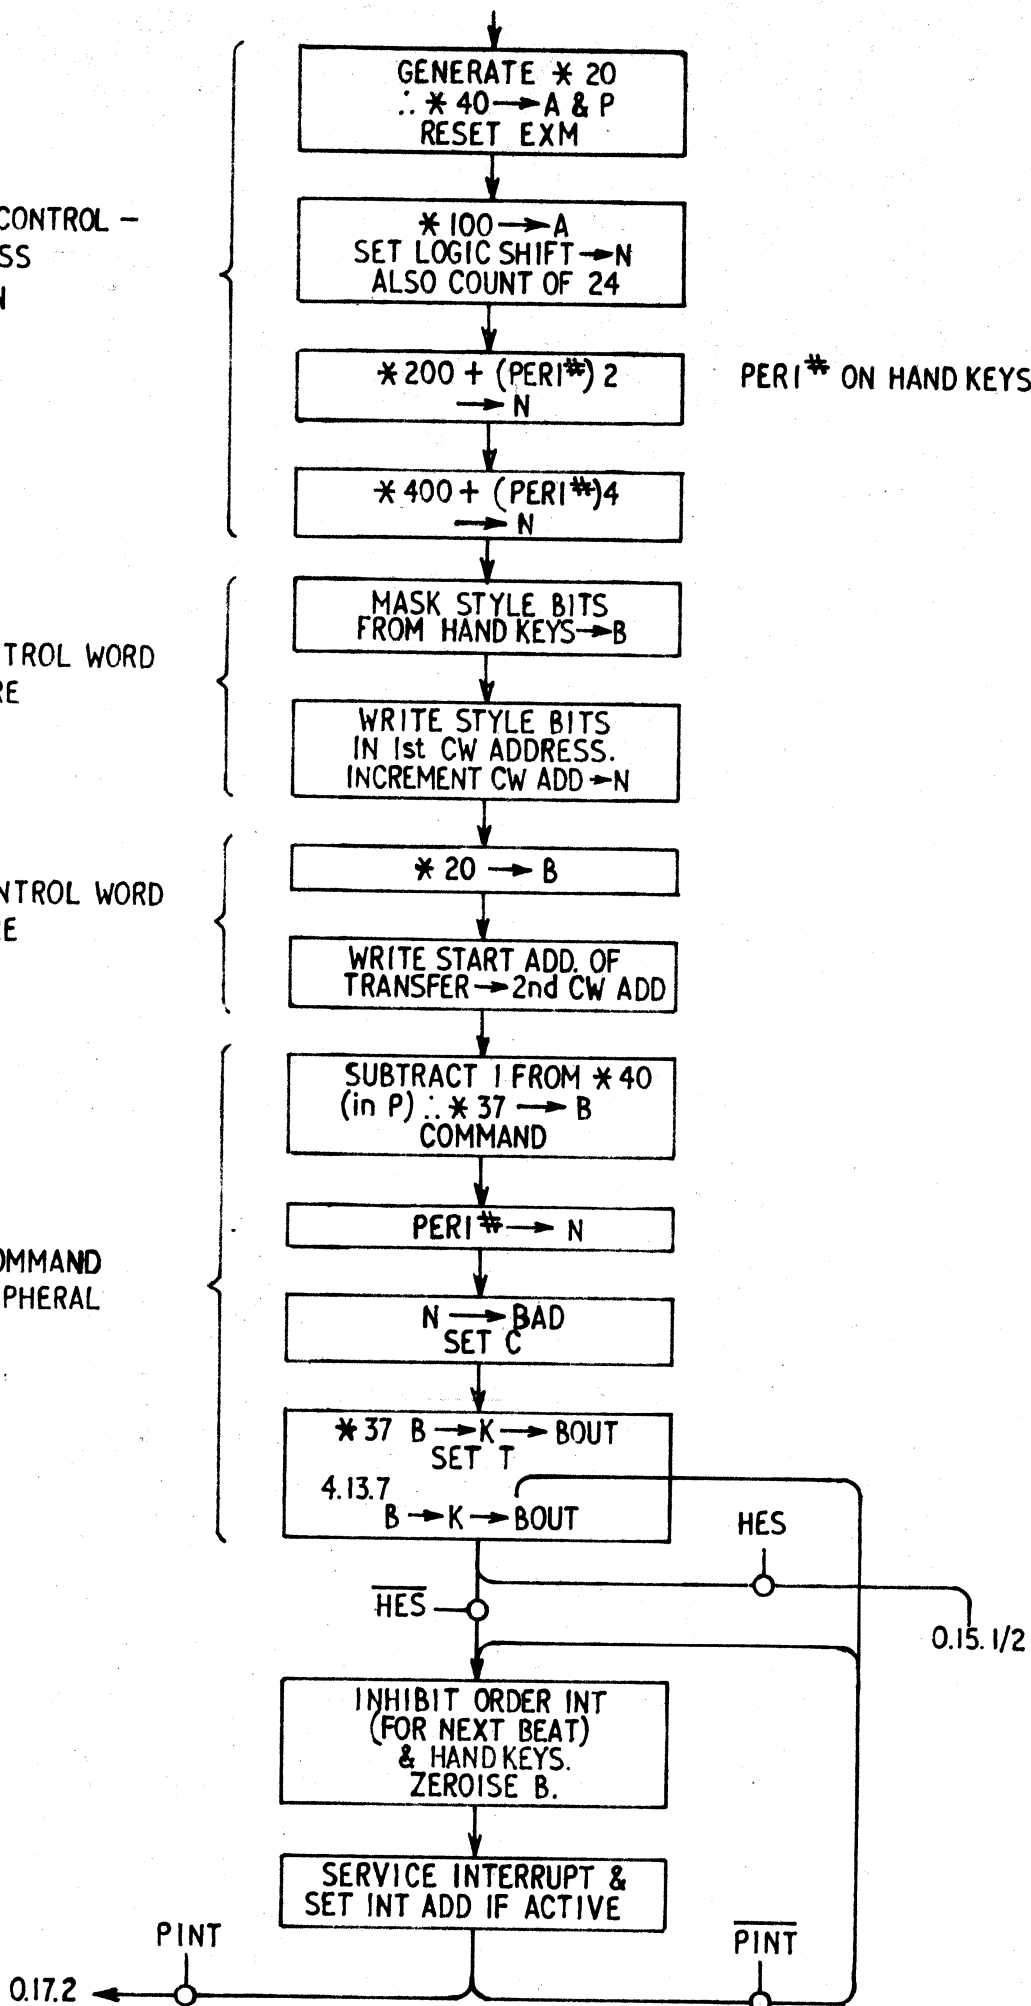 GENERATE * 20
∴ * 40 → A & P
RESET EXM
CONTROL –
SS
N
* 100 → A
SET LOGIC SHIFT → N
ALSO COUNT OF 24
* 200 + (PERI#) 2
→ N
PERI# ON HAND KEYS
* 400 + (PERI#)4
→ N
MASK STYLE BITS
FROM HAND KEYS → B
TROL WORD
RE
WRITE STYLE BITS
IN 1st CW ADDRESS.
INCREMENT CW ADD → N
* 20 → B
NTROL WORD
RE
WRITE START ADD. OF
TRANSFER → 2nd CW ADD
SUBTRACT 1 FROM * 40
(in P) ∴ * 37 → B
COMMAND
PERI# → N
OMMAND
PHERAL
N → BAD
SET C
* 37 B → K → BOUT
SET T
4.13.7
B → K → BOUT
HES
H̅E̅S̅
0.15.1/2
INHIBIT ORDER INT
(FOR NEXT BEAT)
& HAND KEYS.
ZEROISE B.
SERVICE INTERRUPT &
SET INT ADD IF ACTIVE
PINT
P̅I̅N̅T̅
0.17.2